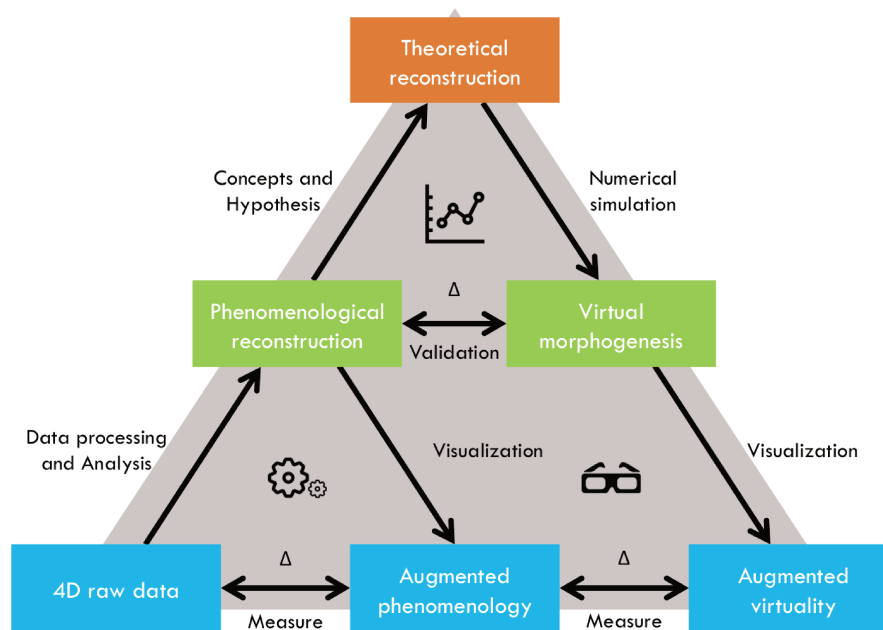 Theoretical
reconstruction
Concepts and
Hypothesis
Numerical
simulation
Δ
Phenomenological
reconstruction
Validation
Virtual
morphogenesis
Data processing
and Analysis
Visualization
Visualization
4D raw data
Δ
Measure
Augmented
phenomenology
Δ
Measure
Augmented
virtuality